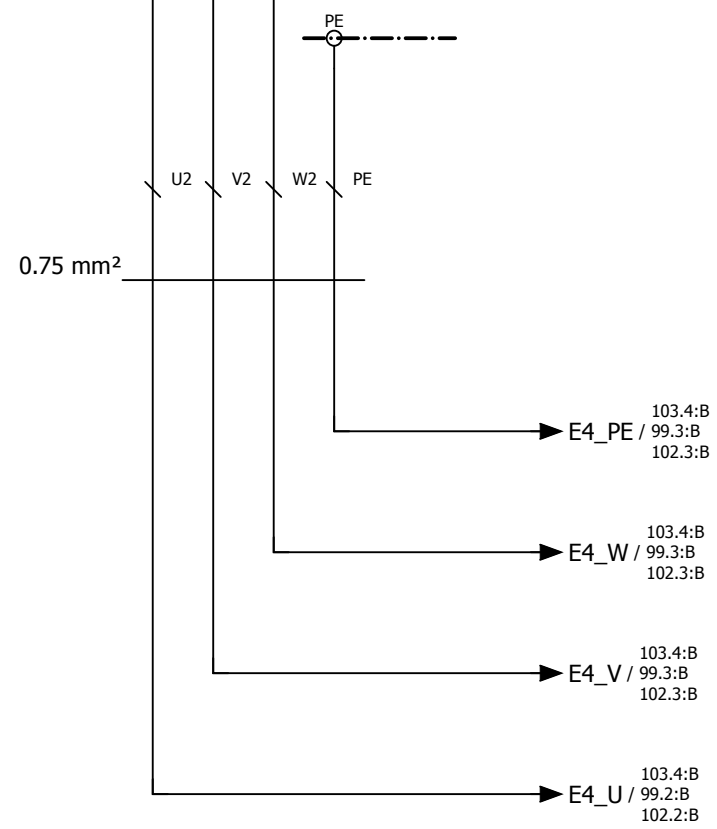 PE
U2 V2 W2 PE
0.75 mm²
103.4:B
E4_PE / 99.3:B
102.3:B
103.4:B
E4_W / 99.3:B
102.3:B
103.4:B
E4_V / 99.3:B
102.3:B
103.4:B
E4_U / 99.2:B
102.2:B